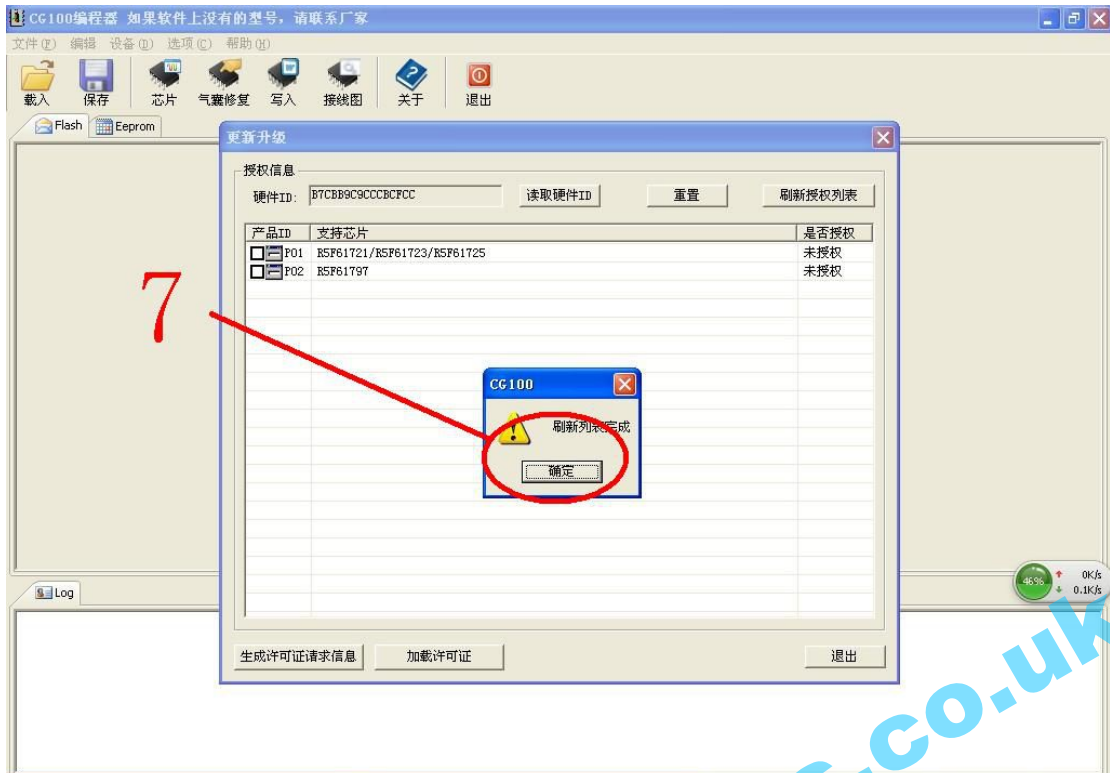 CG100编程器 如果软件上没有的型号，请联系厂家
文件(F) 编辑 设备(D) 选项(C) 帮助(H)
载入 保存 芯片 气囊修复 写入 接线图 关于 退出
Flash Eeprom
更新升级
授权信息
硬件ID: B7CBB9C9CCCBCFCC 读取硬件ID 重置 刷新授权列表
产品ID 支持芯片 是否授权
P01 R5F61721/R5F61723/R5F61725 未授权
P02 R5F61797 未授权
7
CG100
刷新列表完成
确定
46% 0K/s
0.1K/s
Log
生成许可证请求信息 加载许可证 退出
.co.uk